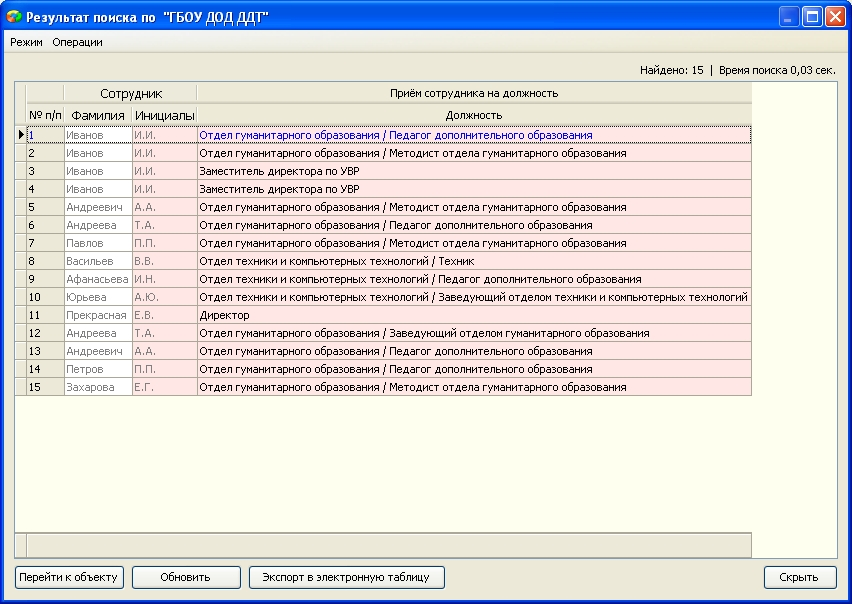 Результат поиска по "ГБОУ ДОД ДДТ"
Режим Операции
Найдено: 15 | Время поиска 0,03 сек.
Сотрудник Приём сотрудника на должность
№ п/п Фамилия Инициалы Должность
1 Иванов И.И. Отдел гуманитарного образования / Педагог дополнительного образования
2 Иванов И.И. Отдел гуманитарного образования / Методист отдела гуманитарного образования
3 Иванов И.И. Заместитель директора по УВР
4 Иванов И.И. Заместитель директора по УВР
5 Андреевич А.А. Отдел гуманитарного образования / Методист отдела гуманитарного образования
6 Андреева Т.А. Отдел гуманитарного образования / Педагог дополнительного образования
7 Павлов П.П. Отдел гуманитарного образования / Методист отдела гуманитарного образования
8 Васильев В.В. Отдел техники и компьютерных технологий / Техник
9 Афанасьева И.Н. Отдел техники и компьютерных технологий / Педагог дополнительного образования
10 Юрьева А.Ю. Отдел техники и компьютерных технологий / Заведующий отделом техники и компьютерных технологий
11 Прекрасная Е.В. Директор
12 Андреева Т.А. Отдел гуманитарного образования / Заведующий отделом гуманитарного образования
13 Андреевич А.А. Отдел гуманитарного образования / Педагог дополнительного образования
14 Петров П.П. Отдел гуманитарного образования / Педагог дополнительного образования
15 Захарова Е.Г. Отдел гуманитарного образования / Методист отдела гуманитарного образования
Перейти к объекту Обновить Экспорт в электронную таблицу Скрыть